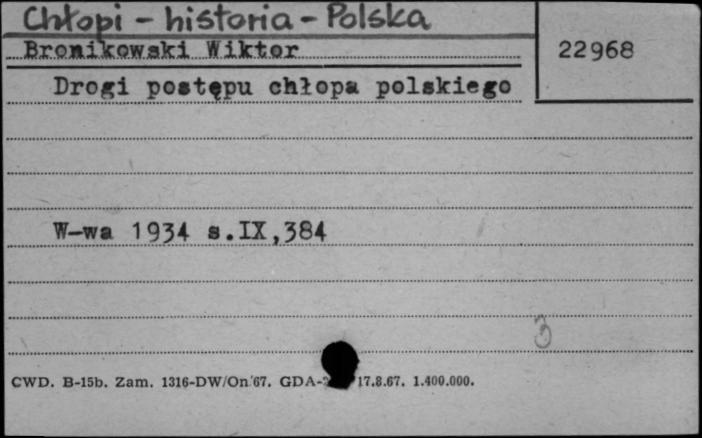 Chłopi - historia - Polska
Bronikowski Wiktor
22968
Drogi postępu chłopa polskiego
W-wa 1934 s.IX,384
3
CWD. B-15b. Zam. 1316-DW/On/67. GDA- 17.8.67. 1.400.000.